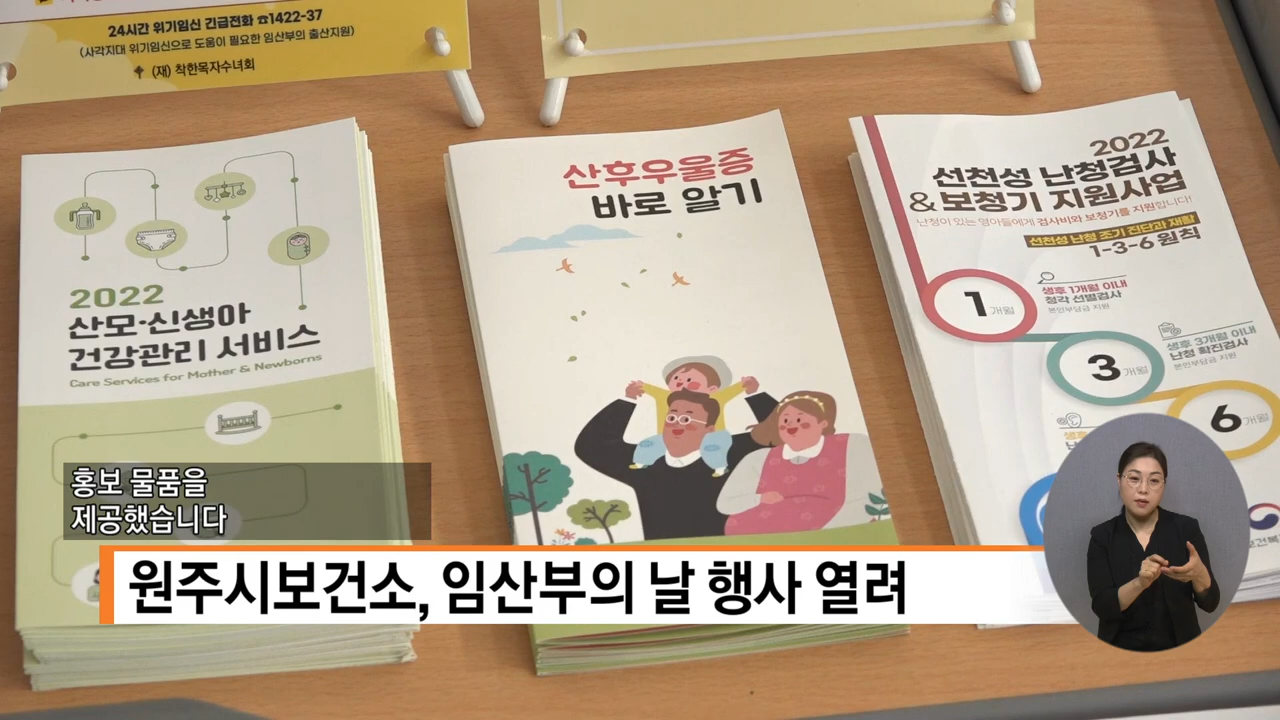 24시간 위기임신 긴급전화 ☎1422-37
(사각지대 위기임신으로 도움이 필요한 임산부의 출산지원)
(재) 착한목자수녀회
2022
산모·신생아
건강관리 서비스
Care Services for Mother & Newborns
산후우울증
바로 알기
2022
선천성 난청검사
&보청기 지원사업
난청이 있는 영아들에게 검사비와 보청기를 지원합니다!
선천성 난청 조기 진단과 재활
1-3-6 원칙
1개월
생후 1개월 이내
청각 선별검사
본인부담금 지원
3개월
생후 3개월 이내
난청 확진검사
본인부담금 지원
6개월
생후
홍보 물품을
제공했습니다
원주시보건소, 임산부의 날 행사 열려